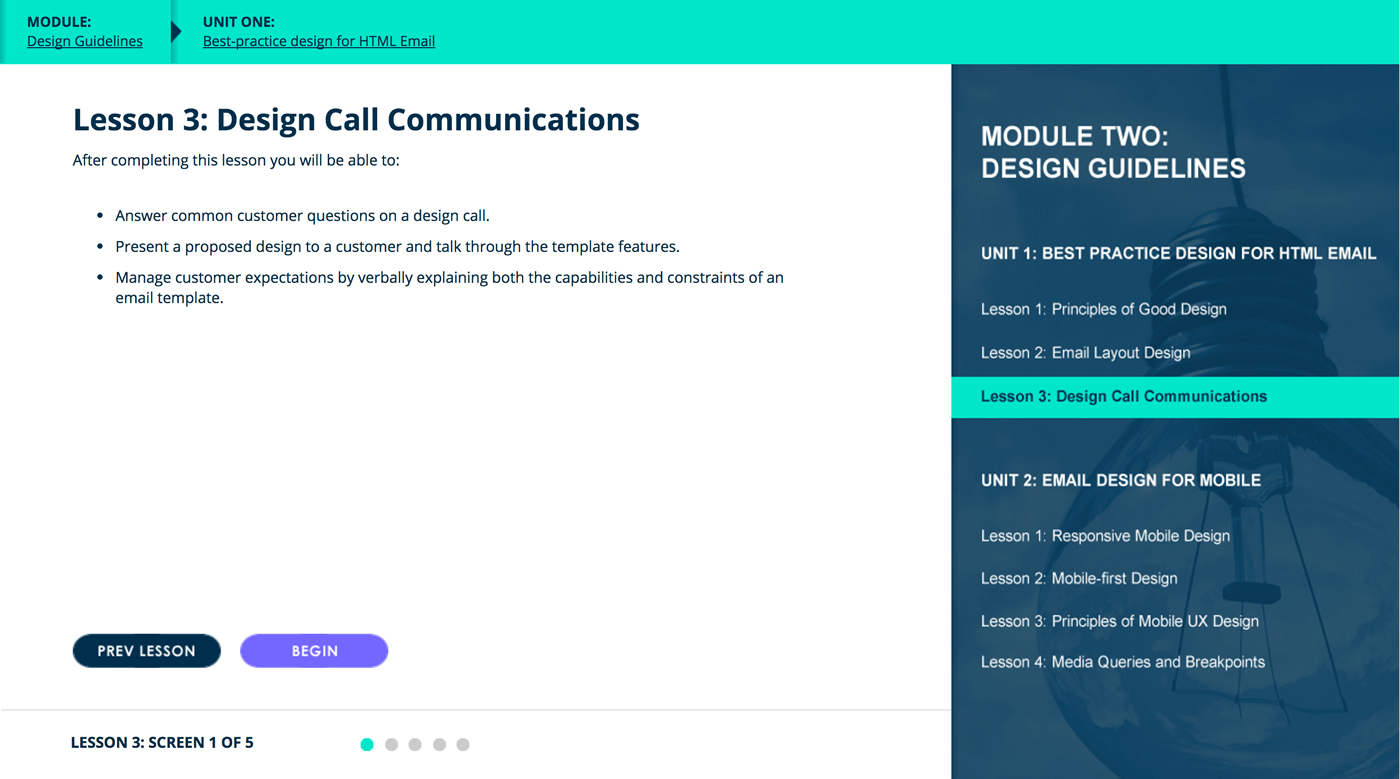 MODULE:
Design Guidelines
UNIT ONE:
Best-practice design for HTML Email
Lesson 3: Design Call Communications
After completing this lesson you will be able to:
• Answer common customer questions on a design call.
• Present a proposed design to a customer and talk through the template features.
• Manage customer expectations by verbally explaining both the capabilities and constraints of an
email template.
PREV LESSON
BEGIN
LESSON 3: SCREEN 1 OF 5
MODULE TWO:
DESIGN GUIDELINES
UNIT 1: BEST PRACTICE DESIGN FOR HTML EMAIL
Lesson 1: Principles of Good Design
Lesson 2: Email Layout Design
Lesson 3: Design Call Communications
UNIT 2: EMAIL DESIGN FOR MOBILE
Lesson 1: Responsive Mobile Design
Lesson 2: Mobile-first Design
Lesson 3: Principles of Mobile UX Design
Lesson 4: Media Queries and Breakpoints